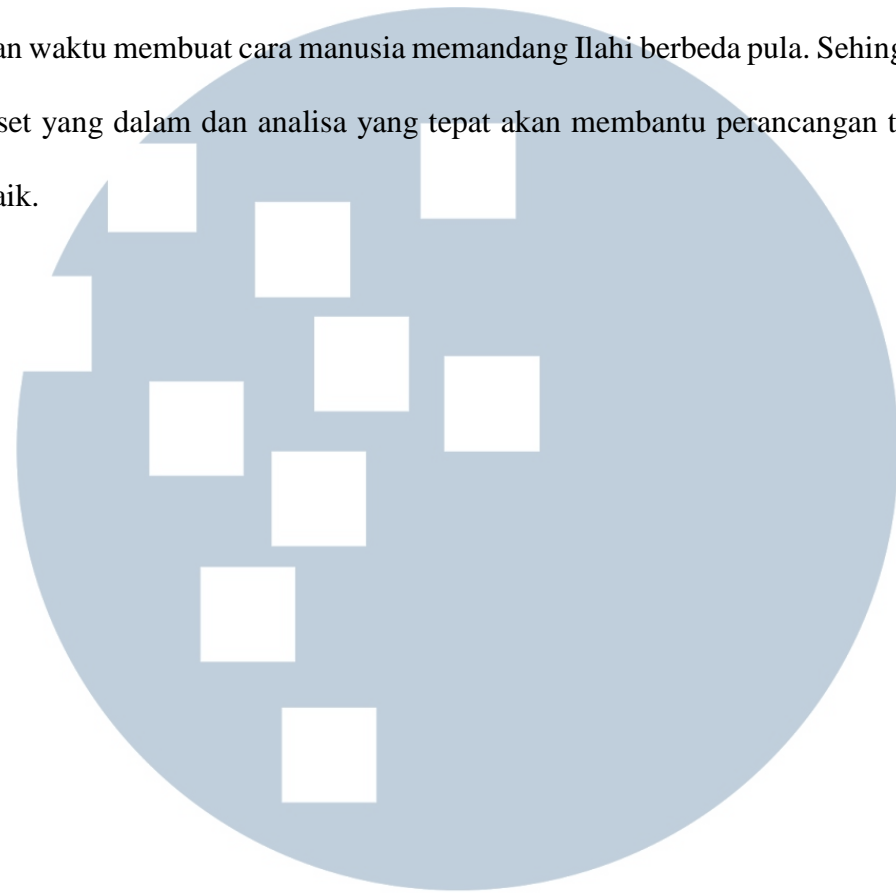 an waktu membuat cara manusia memandang Ilahi berbeda pula. Sehing
set yang dalam dan analisa yang tepat akan membantu perancangan t
aik.